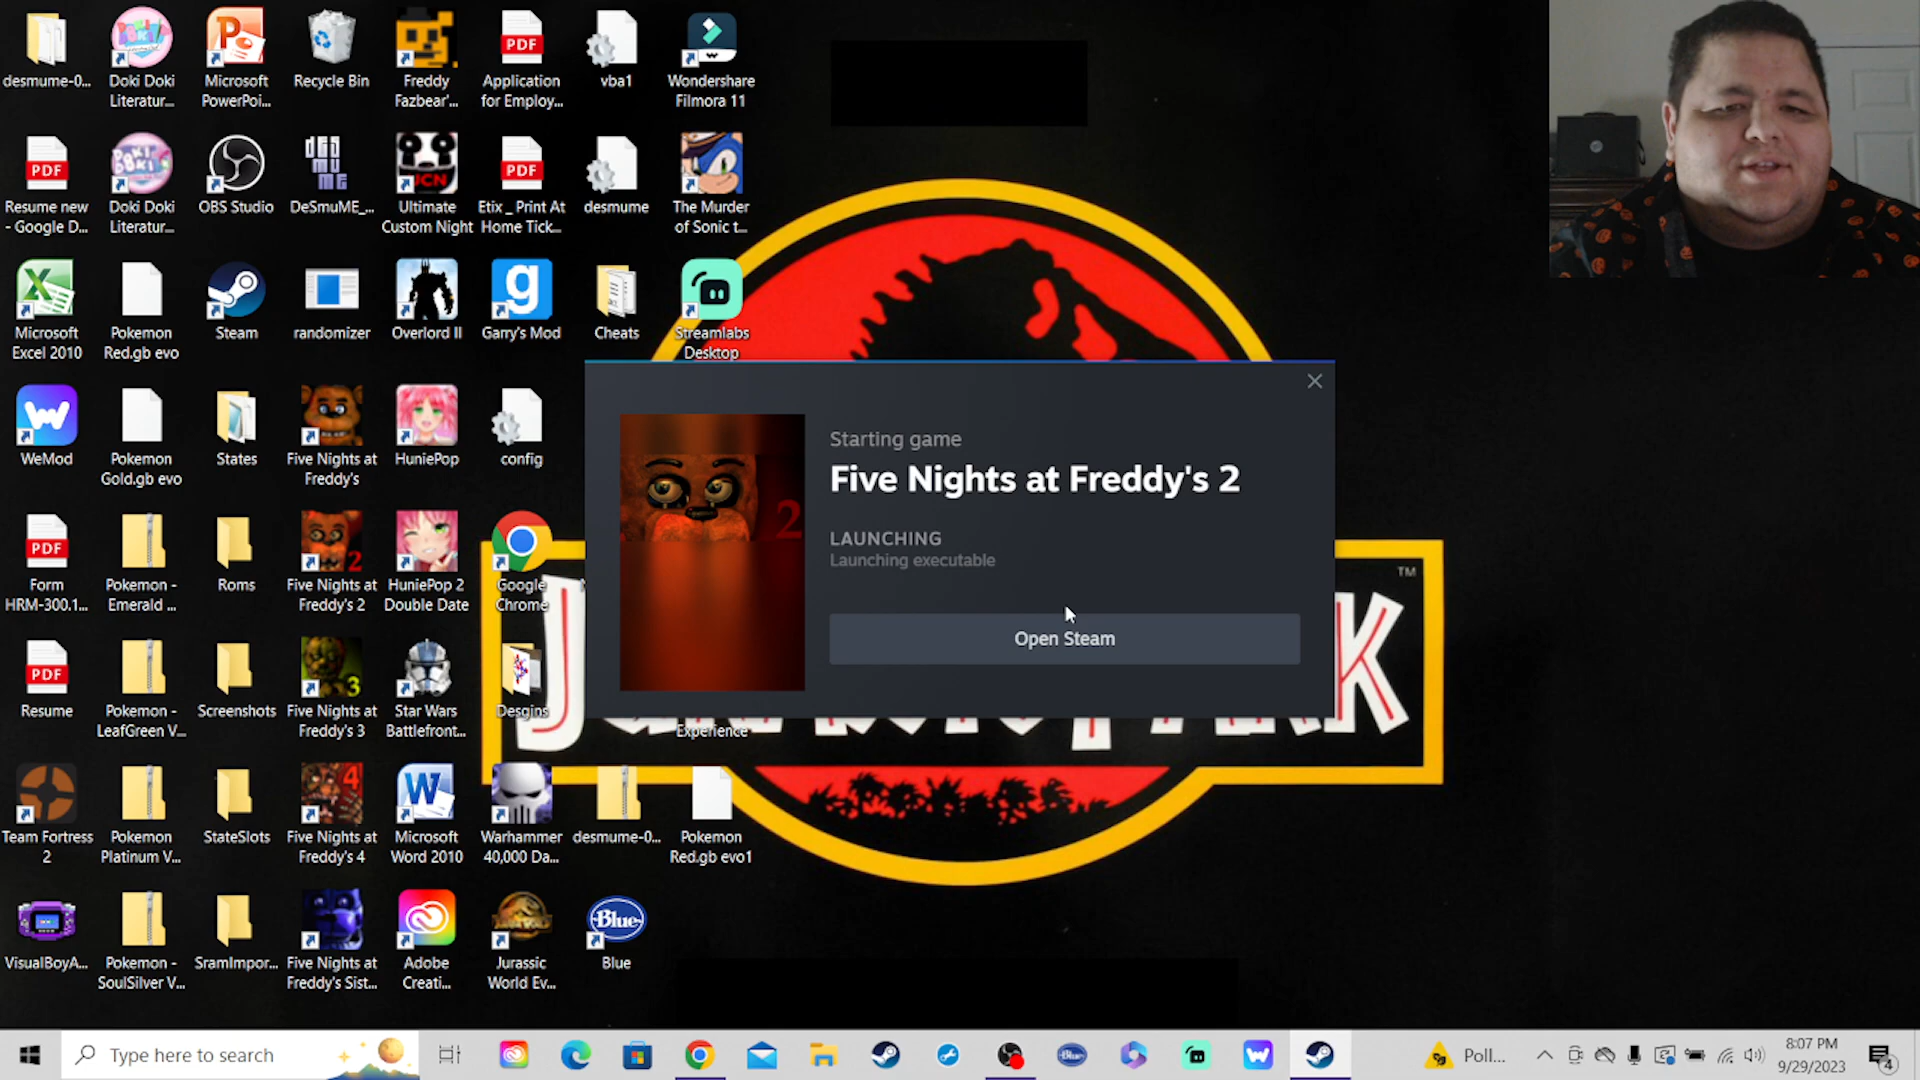 desmume-0...
Doki Doki
Literatur...
Microsoft
PowerPoi...
Recycle Bin
Freddy
Fazbear'...
PDF
Application
for Employ...
vba1
Wondershare
Filmora 11
PDF
Resume new
- Google D...
Doki Doki
Literatur...
OBS Studio
DeSmuME_...
UCN
Ultimate
Custom Night
PDF
Etix _ Print At
Home Tick...
desmume
The Murder
of Sonic t...
Microsoft
Excel 2010
Pokemon
Red.gb evo
Steam
randomizer
Overlord II
Garry's Mod
Cheats
Streamlabs
Desktop
WeMod
Pokemon
Gold.gb evo
States
Five Nights at
Freddy's
HuniePop
config
PDF
Form
HRM-300.1...
Pokemon -
Emerald ...
Roms
2
Five Nights at
Freddy's 2
HuniePop 2
Double Date
Google
Chrome
PDF
Resume
Pokemon -
LeafGreen V...
Screenshots
3
Five Nights at
Freddy's 3
Star Wars
Battlefront...
Desgins
Experience
Team Fortress
2
Pokemon
Platinum V...
StateSlots
4
Five Nights at
Freddy's 4
Microsoft
Word 2010
Warhammer
40,000 Da...
desmume-0...
Pokemon
Red.gb evo1
VisualBoyA...
Pokemon -
SoulSilver V...
SramImpor...
Five Nights at
Freddy's Sist...
Adobe
Creati...
Jurassic
World Ev...
Blue
Blue
2
Starting game
Five Nights at Freddy's 2
LAUNCHING
Launching executable
Open Steam
TM
Type here to search
Poll...
8:07 PM
9/29/2023
4